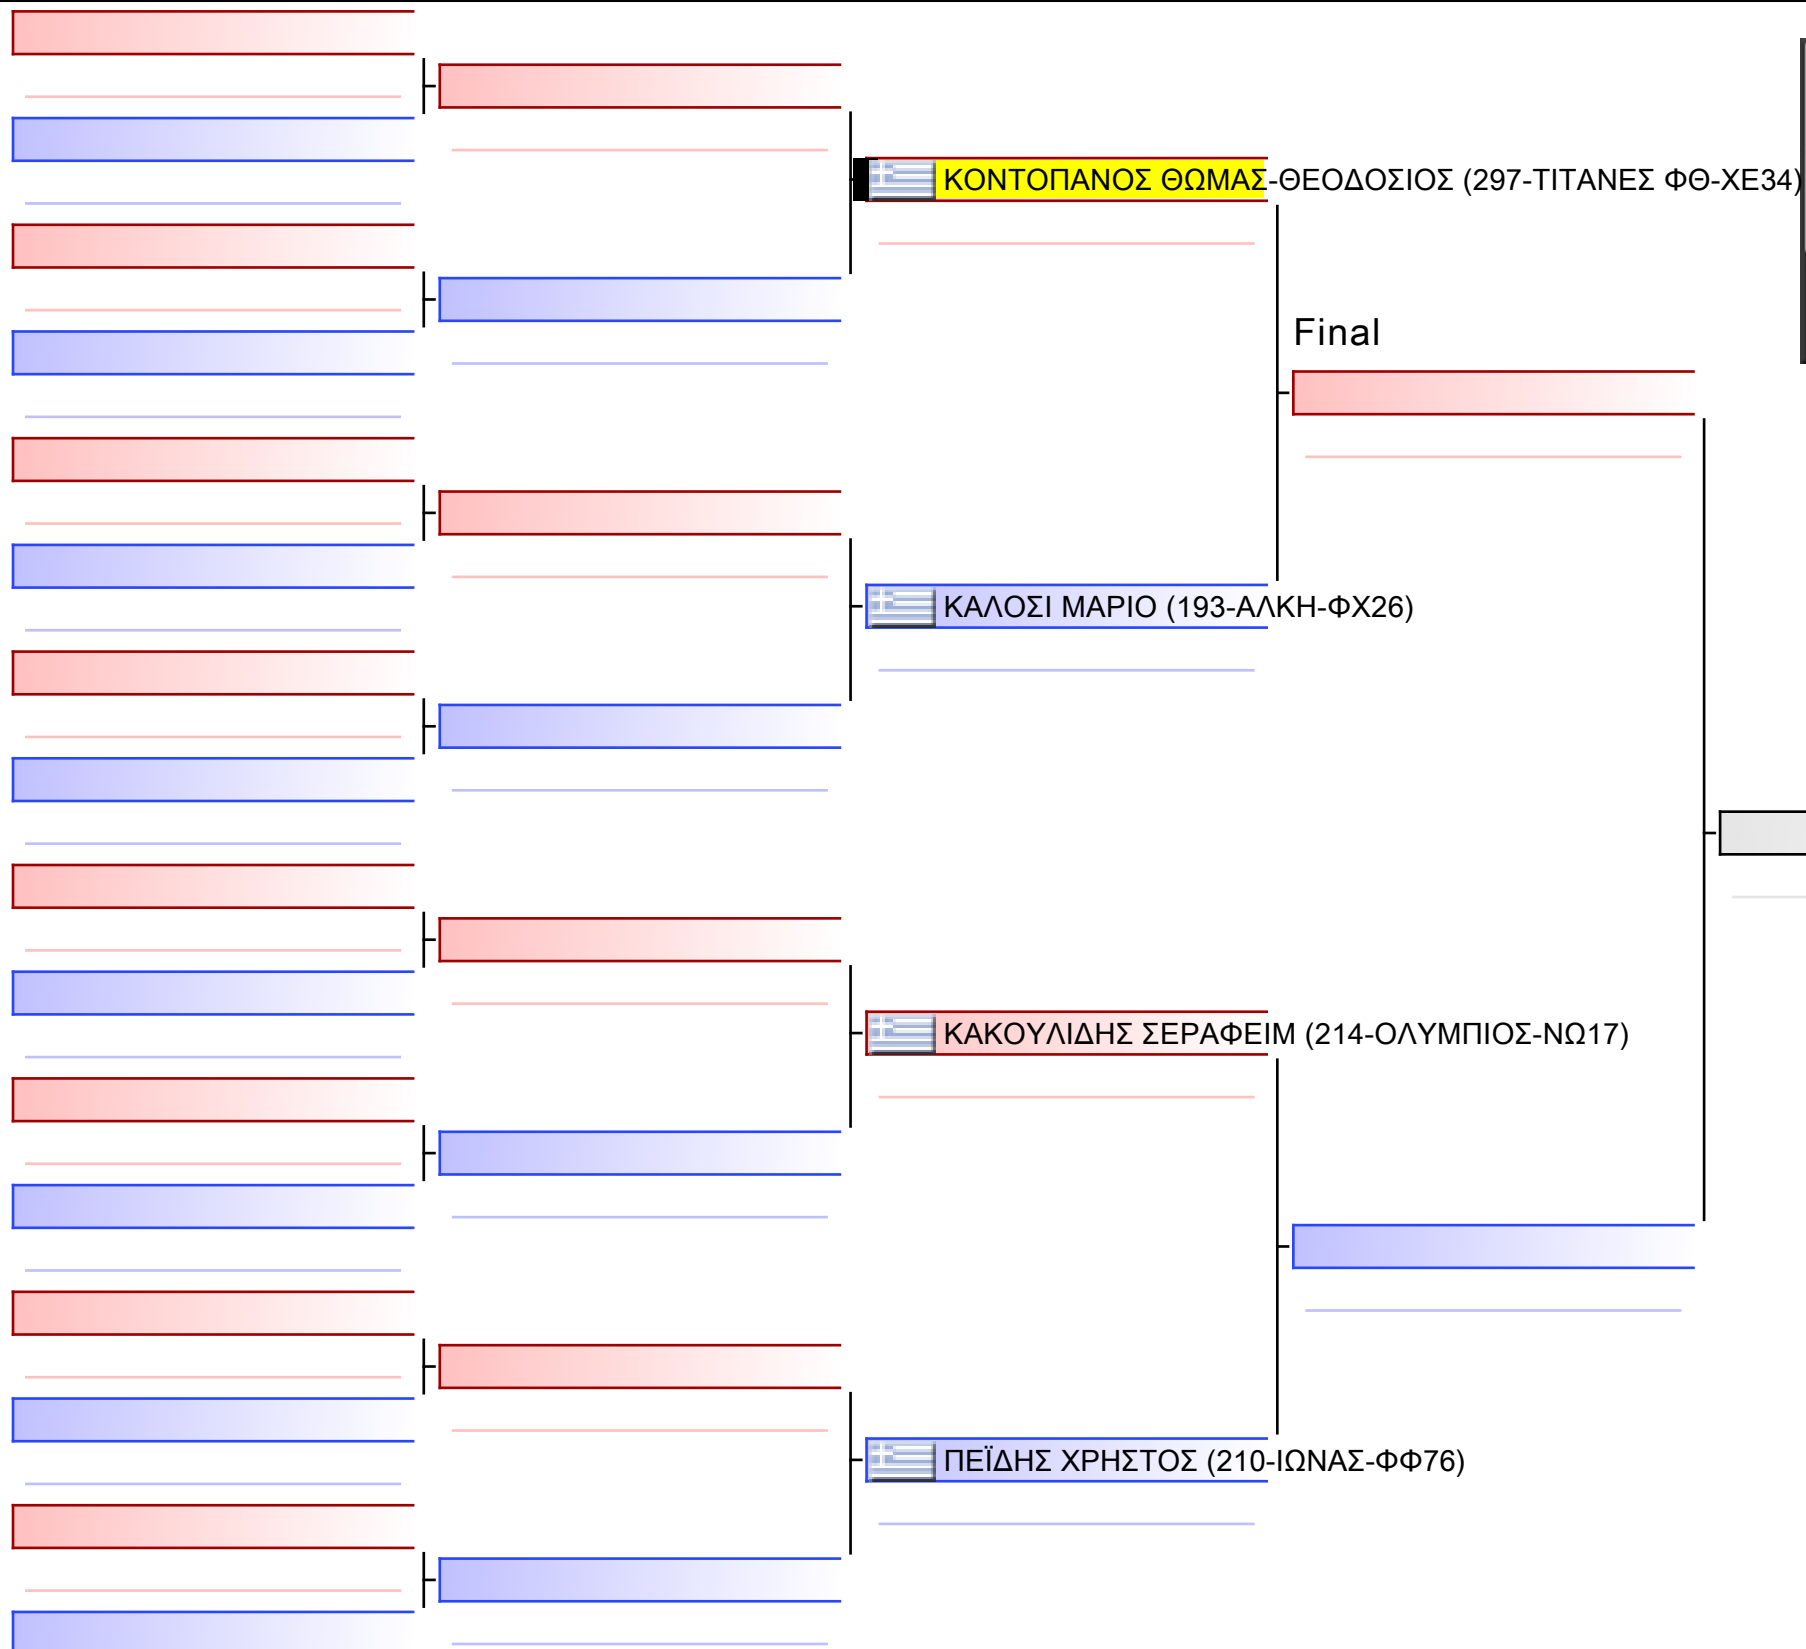 ΚΟΝΤΟΠΑΝΟΣ ΘΩΜΑΣ-ΘΕΟΔΟΣΙΟΣ (297-ΤΙΤΑΝΕΣ ΦΘ-ΧΕ34)
Final
ΚΑΛΟΣΙ ΜΑΡΙΟ (193-ΑΛΚΗ-ΦΧ26)
ΚΑΚΟΥΛΙΔΗΣ ΣΕΡΑΦΕΙΜ (214-ΟΛΥΜΠΙΟΣ-ΝΩ17)
ΠΕΪΔΗΣ ΧΡΗΣΤΟΣ (210-ΙΩΝΑΣ-ΦΦ76)